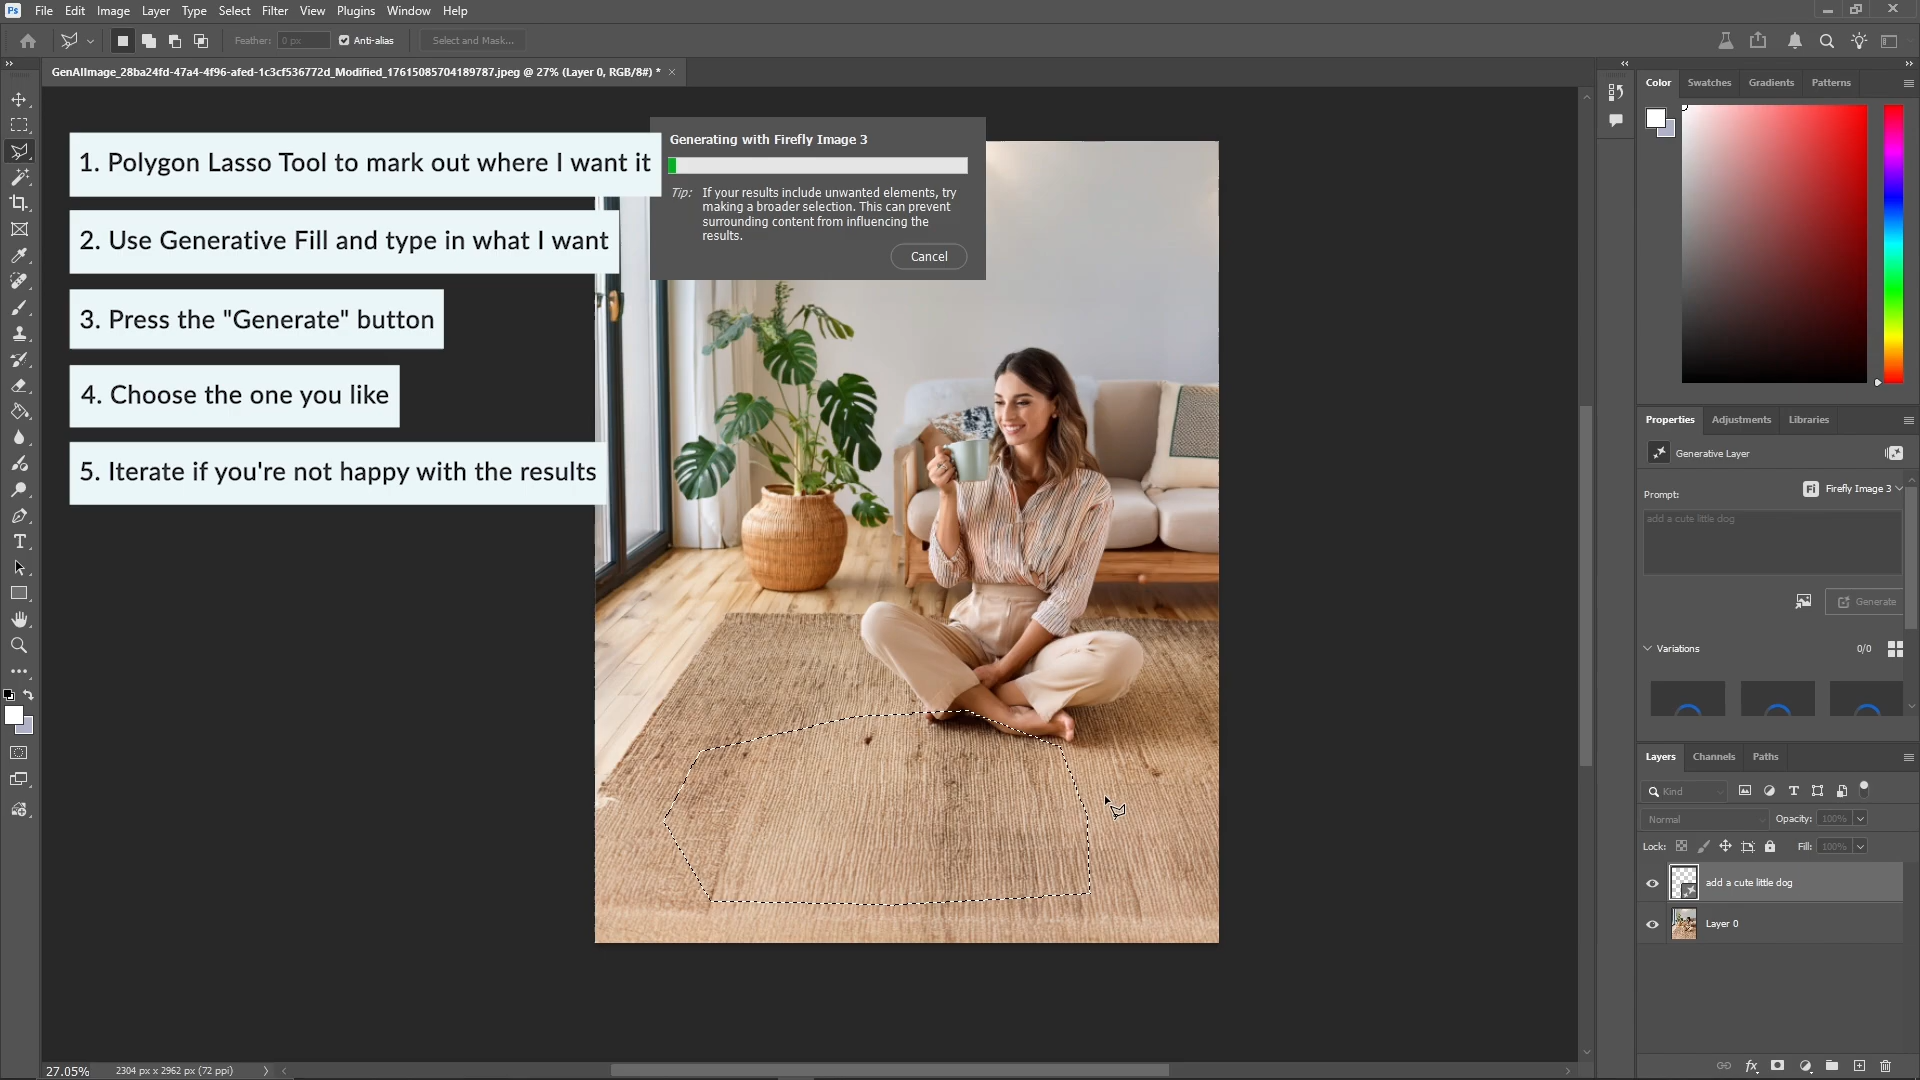 Ps File Edit Image Layer Type Select Filter View Plugins Window Help
Feather: 0 px Anti-alias Select and Mask...
GenAIImage_28ba24fd-47a4-4f96-afed-1c3cf536772d_Modified_17615085704189787.jpeg @ 27% (Layer 0, RGB/8#) * ×
1. Polygon Lasso Tool to mark out where I want it
2. Use Generative Fill and type in what I want
3. Press the "Generate" button
4. Choose the one you like
5. Iterate if you're not happy with the results
Generating with Firefly Image 3
Tip: If your results include unwanted elements, try
making a broader selection. This can prevent
surrounding content from influencing the
results.
Cancel
Color Swatches Gradients Patterns
Properties Adjustments Libraries
Generative Layer
Prompt: Fi Firefly Image 3
add a cute little dog
Generate
Variations 0/0
Layers Channels Paths
Kind
Normal Opacity: 100%
Lock: Fill: 100%
add a cute little dog
Layer 0
fx
27.05% 2304 px x 2962 px (72 ppi)